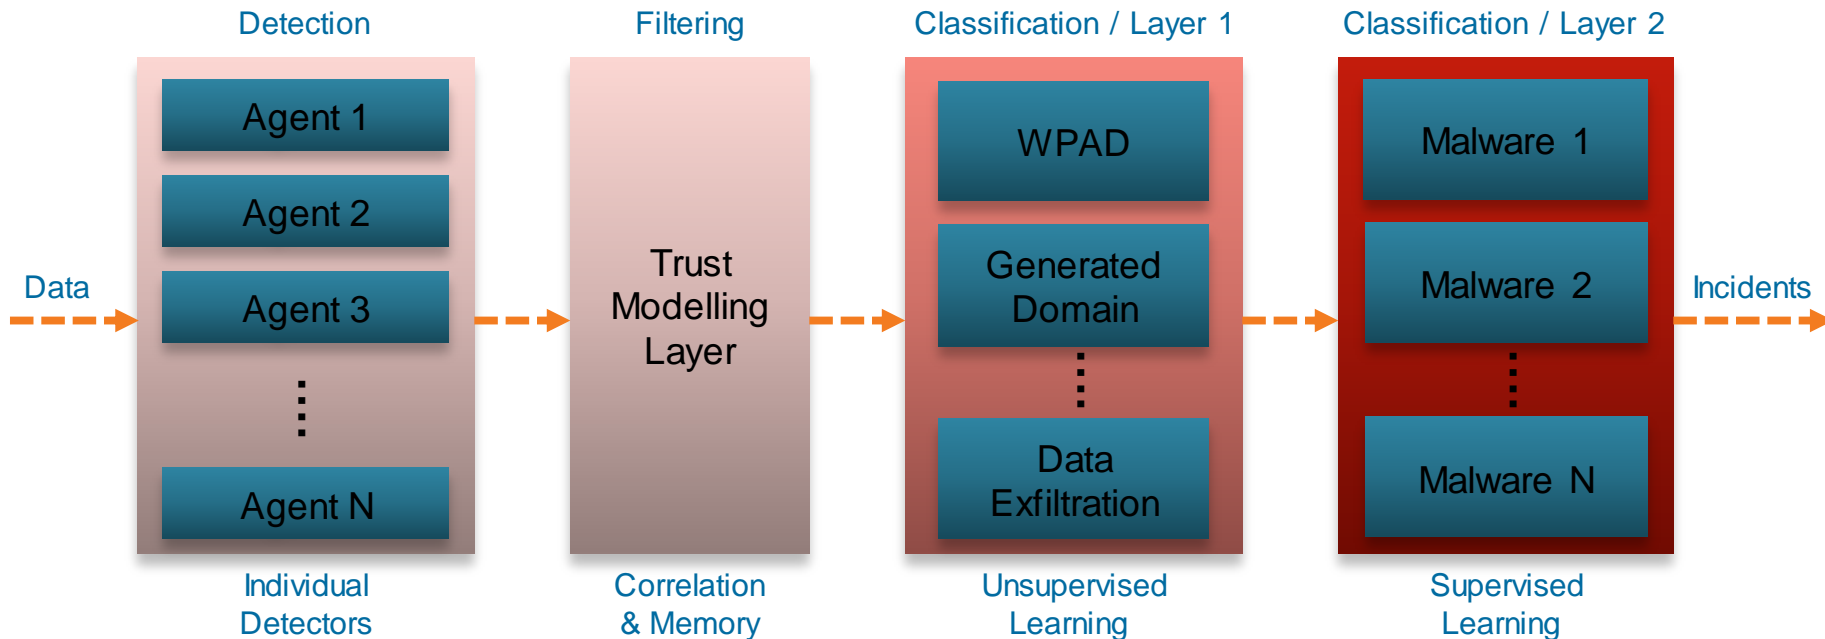 Detection
Filtering
Classification / Layer 1
Classification / Layer 2
Data
Agent 1
Agent 2
Agent 3
Agent N
Trust
Modelling
Layer
WPAD
Generated
Domain
Data
Exfiltration
Malware 1
Malware 2
Malware N
Incidents
Individual
Detectors
Correlation
& Memory
Unsupervised
Learning
Supervised
Learning